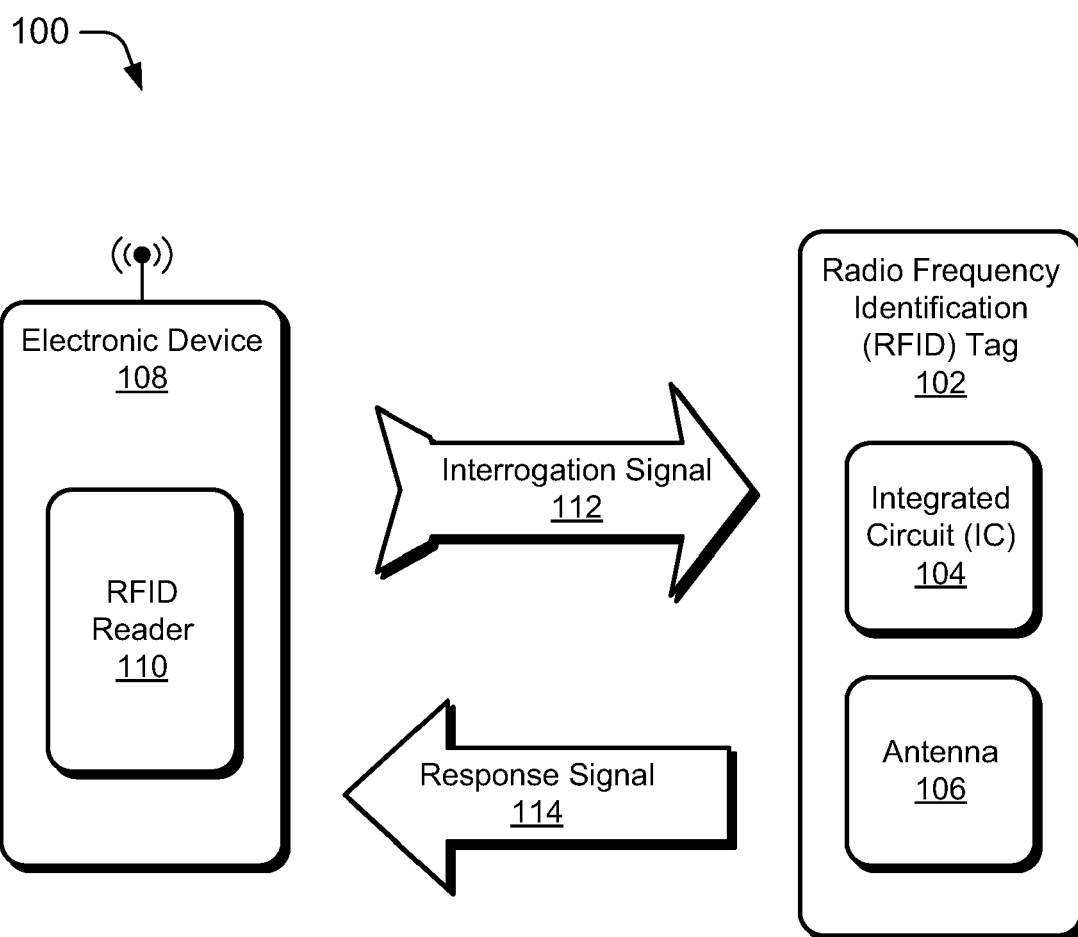 100
Electronic Device
108
RFID
Reader
110
Interrogation Signal
112
Response Signal
114
Radio Frequency
Identification
(RFID) Tag
102
Integrated
Circuit (IC)
104
Antenna
106